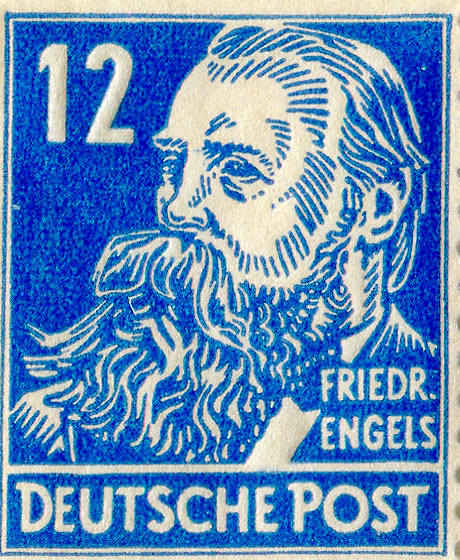 12
FRIEDR.
ENGELS
DEUTSCHE POST